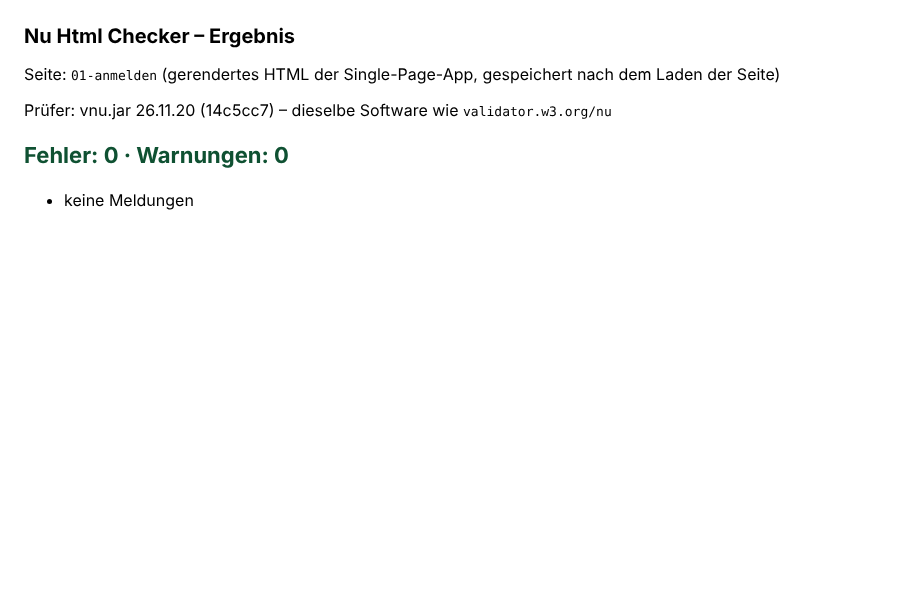 Nu Html Checker – Ergebnis
Seite: 01-anmelden (gerendertes HTML der Single-Page-App, gespeichert nach dem Laden der Seite)
Prüfer: vnu.jar 26.11.20 (14c5cc7) – dieselbe Software wie validator.w3.org/nu
Fehler: 0 · Warnungen: 0
• keine Meldungen